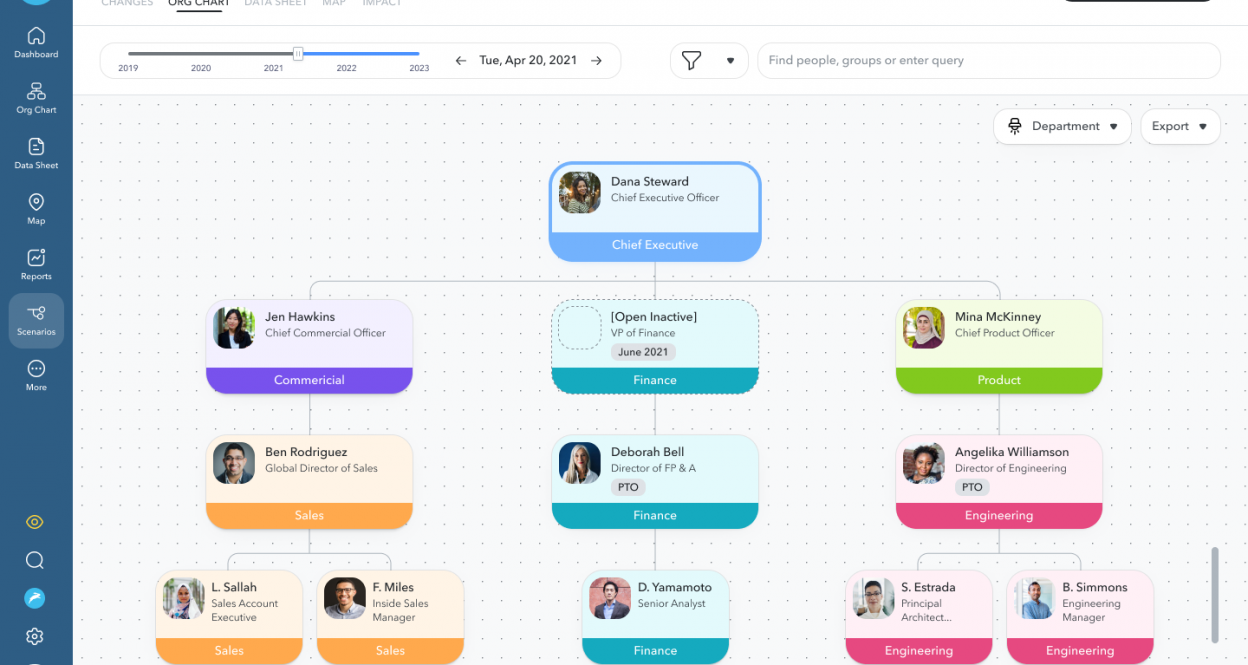 CHANGES ORG CHART DATA SHEET MAP IMPACT
Dashboard
Org Chart
Data Sheet
Map
Reports
Scenarios
More
2019 2020 2021 2022 2023
Tue, Apr 20, 2021
Find people, groups or enter query
Department
Export
Dana Steward
Chief Executive Officer
Chief Executive
Jen Hawkins
Chief Commercial Officer
Commericial
[Open Inactive]
VP of Finance
June 2021
Finance
Mina McKinney
Chief Product Officer
Product
Ben Rodriguez
Global Director of Sales
Sales
Deborah Bell
Director of FP & A
PTO
Finance
Angelika Williamson
Director of Engineering
PTO
Engineering
L. Sallah
Sales Account
Executive
Sales
F. Miles
Inside Sales
Manager
Sales
D. Yamamoto
Senior Analyst
Finance
S. Estrada
Principal
Architect...
Engineering
B. Simmons
Engineering
Manager
Engineering